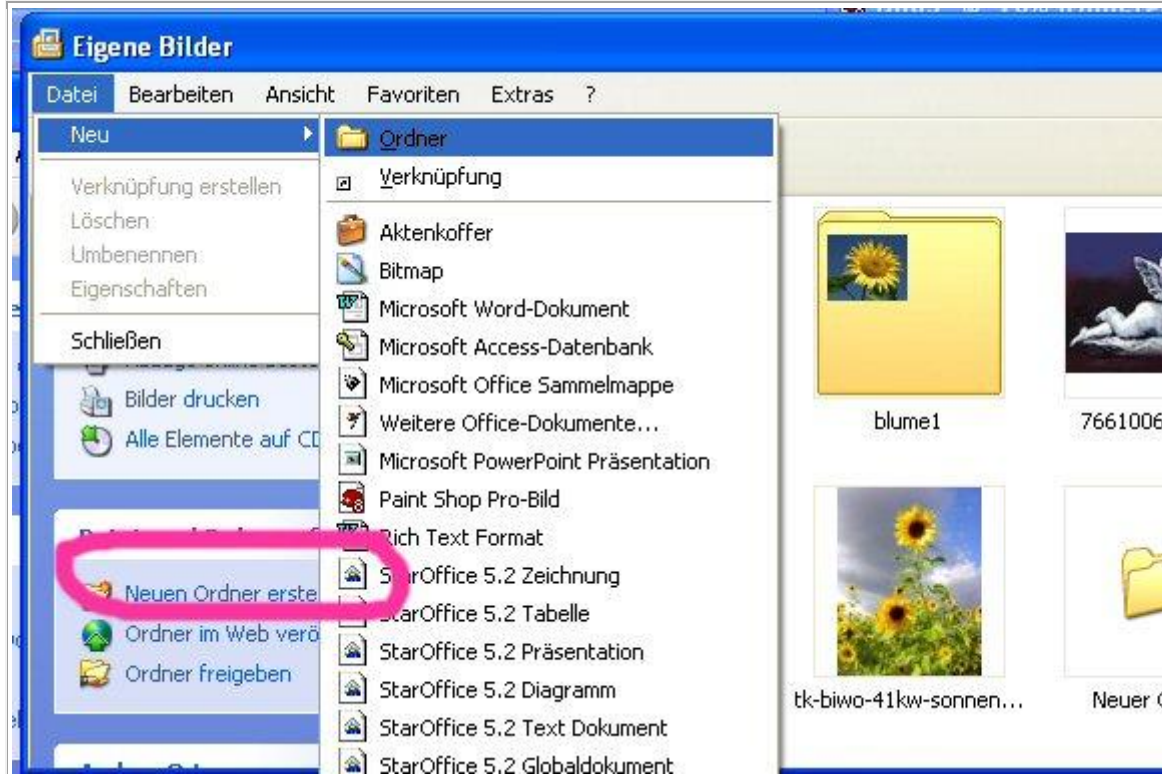 Eigene Bilder
Datei Bearbeiten Ansicht Favoriten Extras ?
Neu
Verknüpfung erstellen
Löschen
Umbenennen
Eigenschaften
Schließen
Bilder drucken
Alle Elemente auf CD
Neuen Ordner erste
Ordner im Web verö
Ordner freigeben
Ordner
Verknüpfung
Aktenkoffer
Bitmap
Microsoft Word-Dokument
Microsoft Access-Datenbank
Microsoft Office Sammelmappe
Weitere Office-Dokumente...
Microsoft PowerPoint Präsentation
Paint Shop Pro-Bild
Rich Text Format
StarOffice 5.2 Zeichnung
StarOffice 5.2 Tabelle
StarOffice 5.2 Präsentation
StarOffice 5.2 Diagramm
StarOffice 5.2 Text Dokument
StarOffice 5.2 Globaldokument
blume1
7661006
tk-biwo-41kw-sonnen...
Neuer